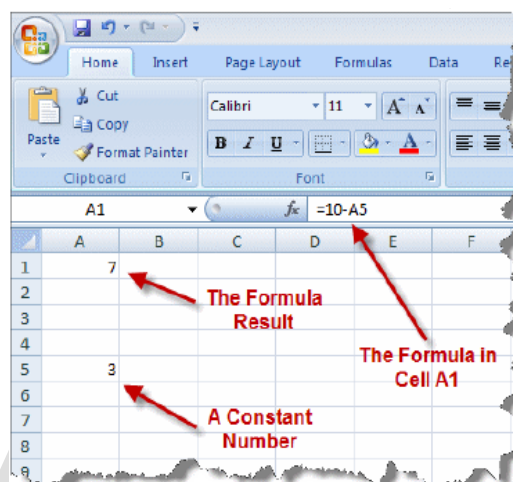 Home Insert Page Layout Formulas Data Re
Cut
Copy
Paste
Format Painter
Calibri 11 A A
B I U A
Clipboard Font
A1 fx =10-A5
A B C D E F
1 7
2
3
4
5 3
6
7
8
9
The Formula
Result
The Formula in
Cell A1
A Constant
Number